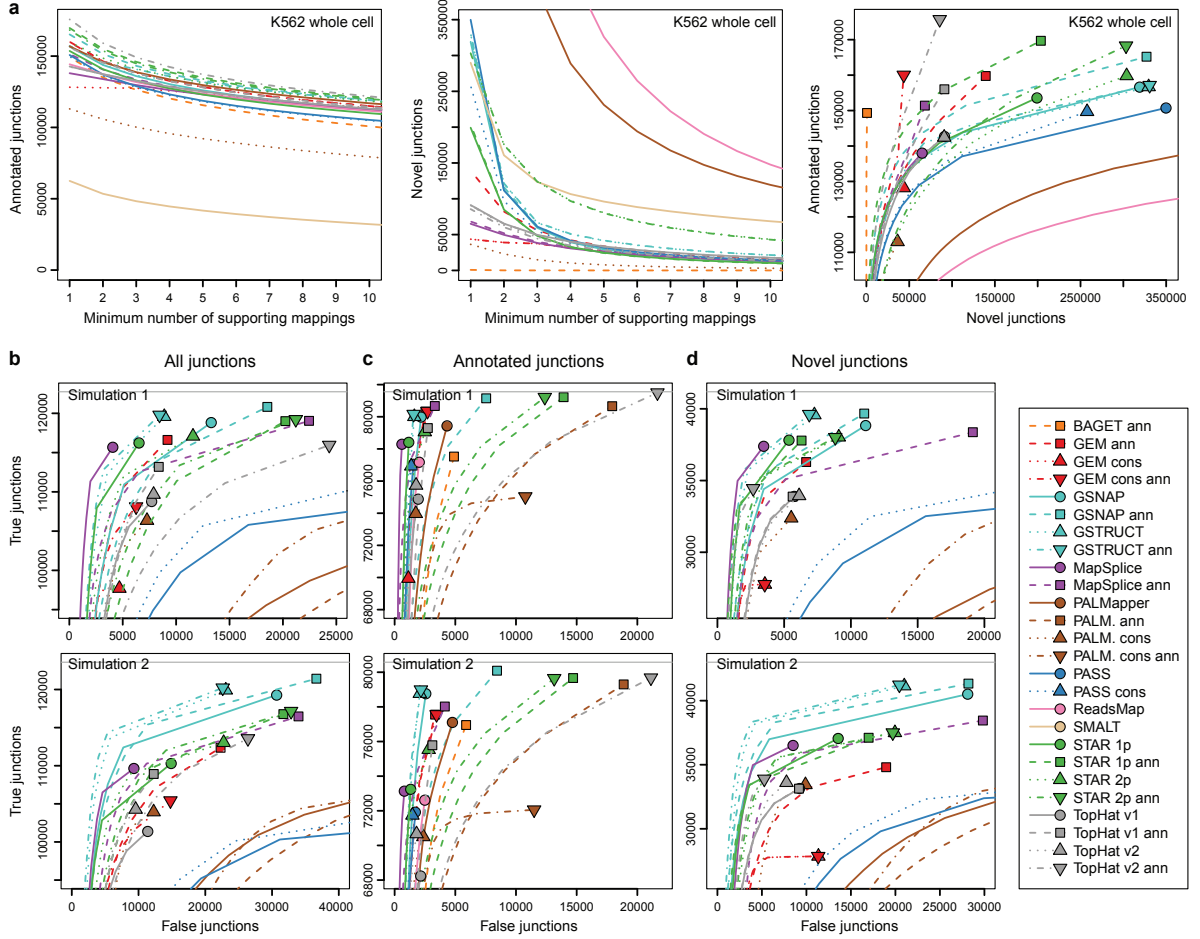 a
K562 whole cell
Annotated junctions
0
50000
100000
150000
1 2 3 4 5 6 7 8 9 10
Minimum number of supporting mappings
K562 whole cell
Novel junctions
0
50000
150000
250000
350000
1 2 3 4 5 6 7 8 9 10
Minimum number of supporting mappings
K562 whole cell
Annotated junctions
110000
130000
150000
170000
0 50000 150000 250000 350000
Novel junctions
b All junctions
Simulation 1
True junctions
100000
110000
120000
0 5000 10000 15000 20000 25000
Simulation 2
True junctions
100000
110000
120000
0 10000 20000 30000 40000
False junctions
c Annotated junctions
Simulation 1
68000
72000
76000
80000
0 5000 10000 15000 20000
Simulation 2
68000
72000
76000
80000
0 5000 10000 15000 20000
False junctions
d Novel junctions
Simulation 1
30000
35000
40000
0 5000 10000 15000 20000
Simulation 2
30000
35000
40000
0 5000 10000 15000 20000 25000 30000
False junctions
BAGET ann
GEM ann
GEM cons
GEM cons ann
GSNAP
GSNAP ann
GSTRUCT
GSTRUCT ann
MapSplice
MapSplice ann
PALMapper
PALM. ann
PALM. cons
PALM. cons ann
PASS
PASS cons
ReadsMap
SMALT
STAR 1p
STAR 1p ann
STAR 2p
STAR 2p ann
TopHat v1
TopHat v1 ann
TopHat v2
TopHat v2 ann